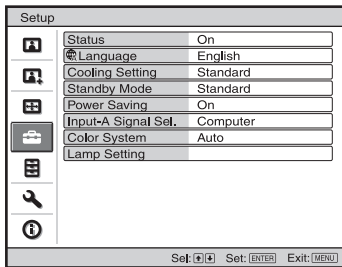 Setup
Status On
Language English
Cooling Setting Standard
Standby Mode Standard
Power Saving On
Input-A Signal Sel. Computer
Color System Auto
Lamp Setting
Sel: Set: ENTER Exit: MENU